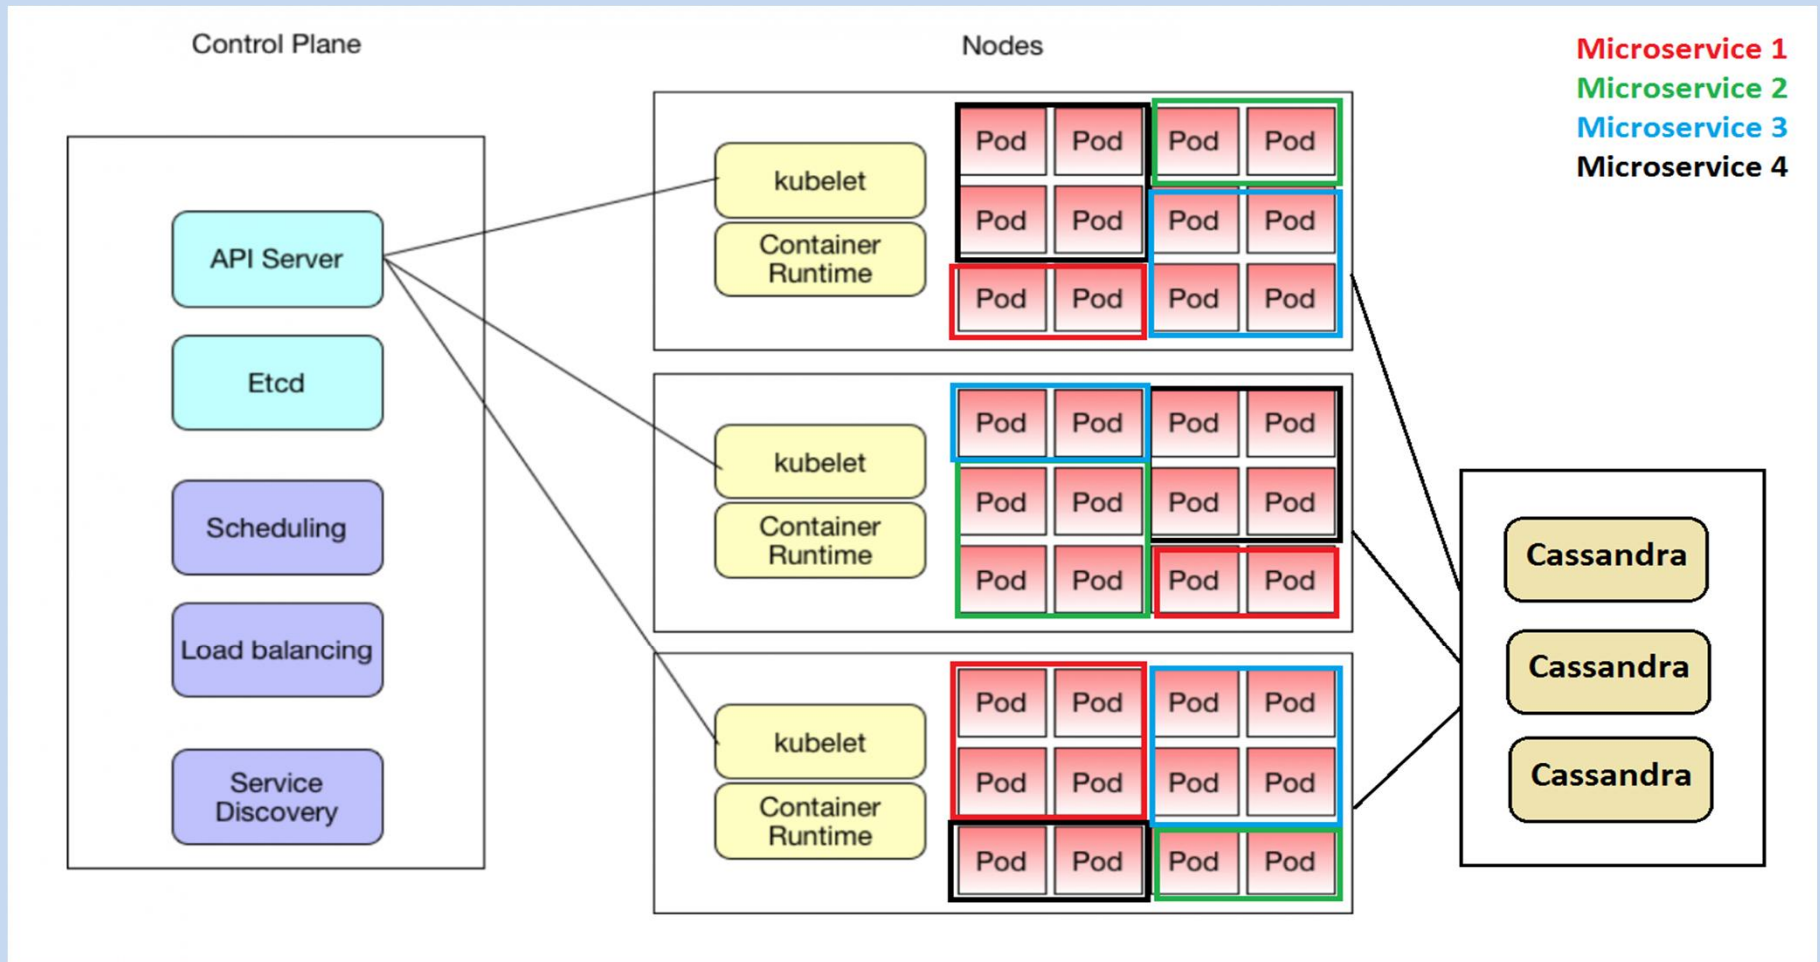 Control Plane
Nodes
Microservice 1
Microservice 2
Microservice 3
Microservice 4
API Server
Etcd
Scheduling
Load balancing
Service
Discovery
kubelet
Container
Runtime
Pod Pod Pod Pod
Pod Pod Pod Pod
Pod Pod Pod Pod
kubelet
Container
Runtime
Pod Pod Pod Pod
Pod Pod Pod Pod
Pod Pod Pod Pod
kubelet
Container
Runtime
Pod Pod Pod Pod
Pod Pod Pod Pod
Pod Pod Pod Pod
Cassandra
Cassandra
Cassandra